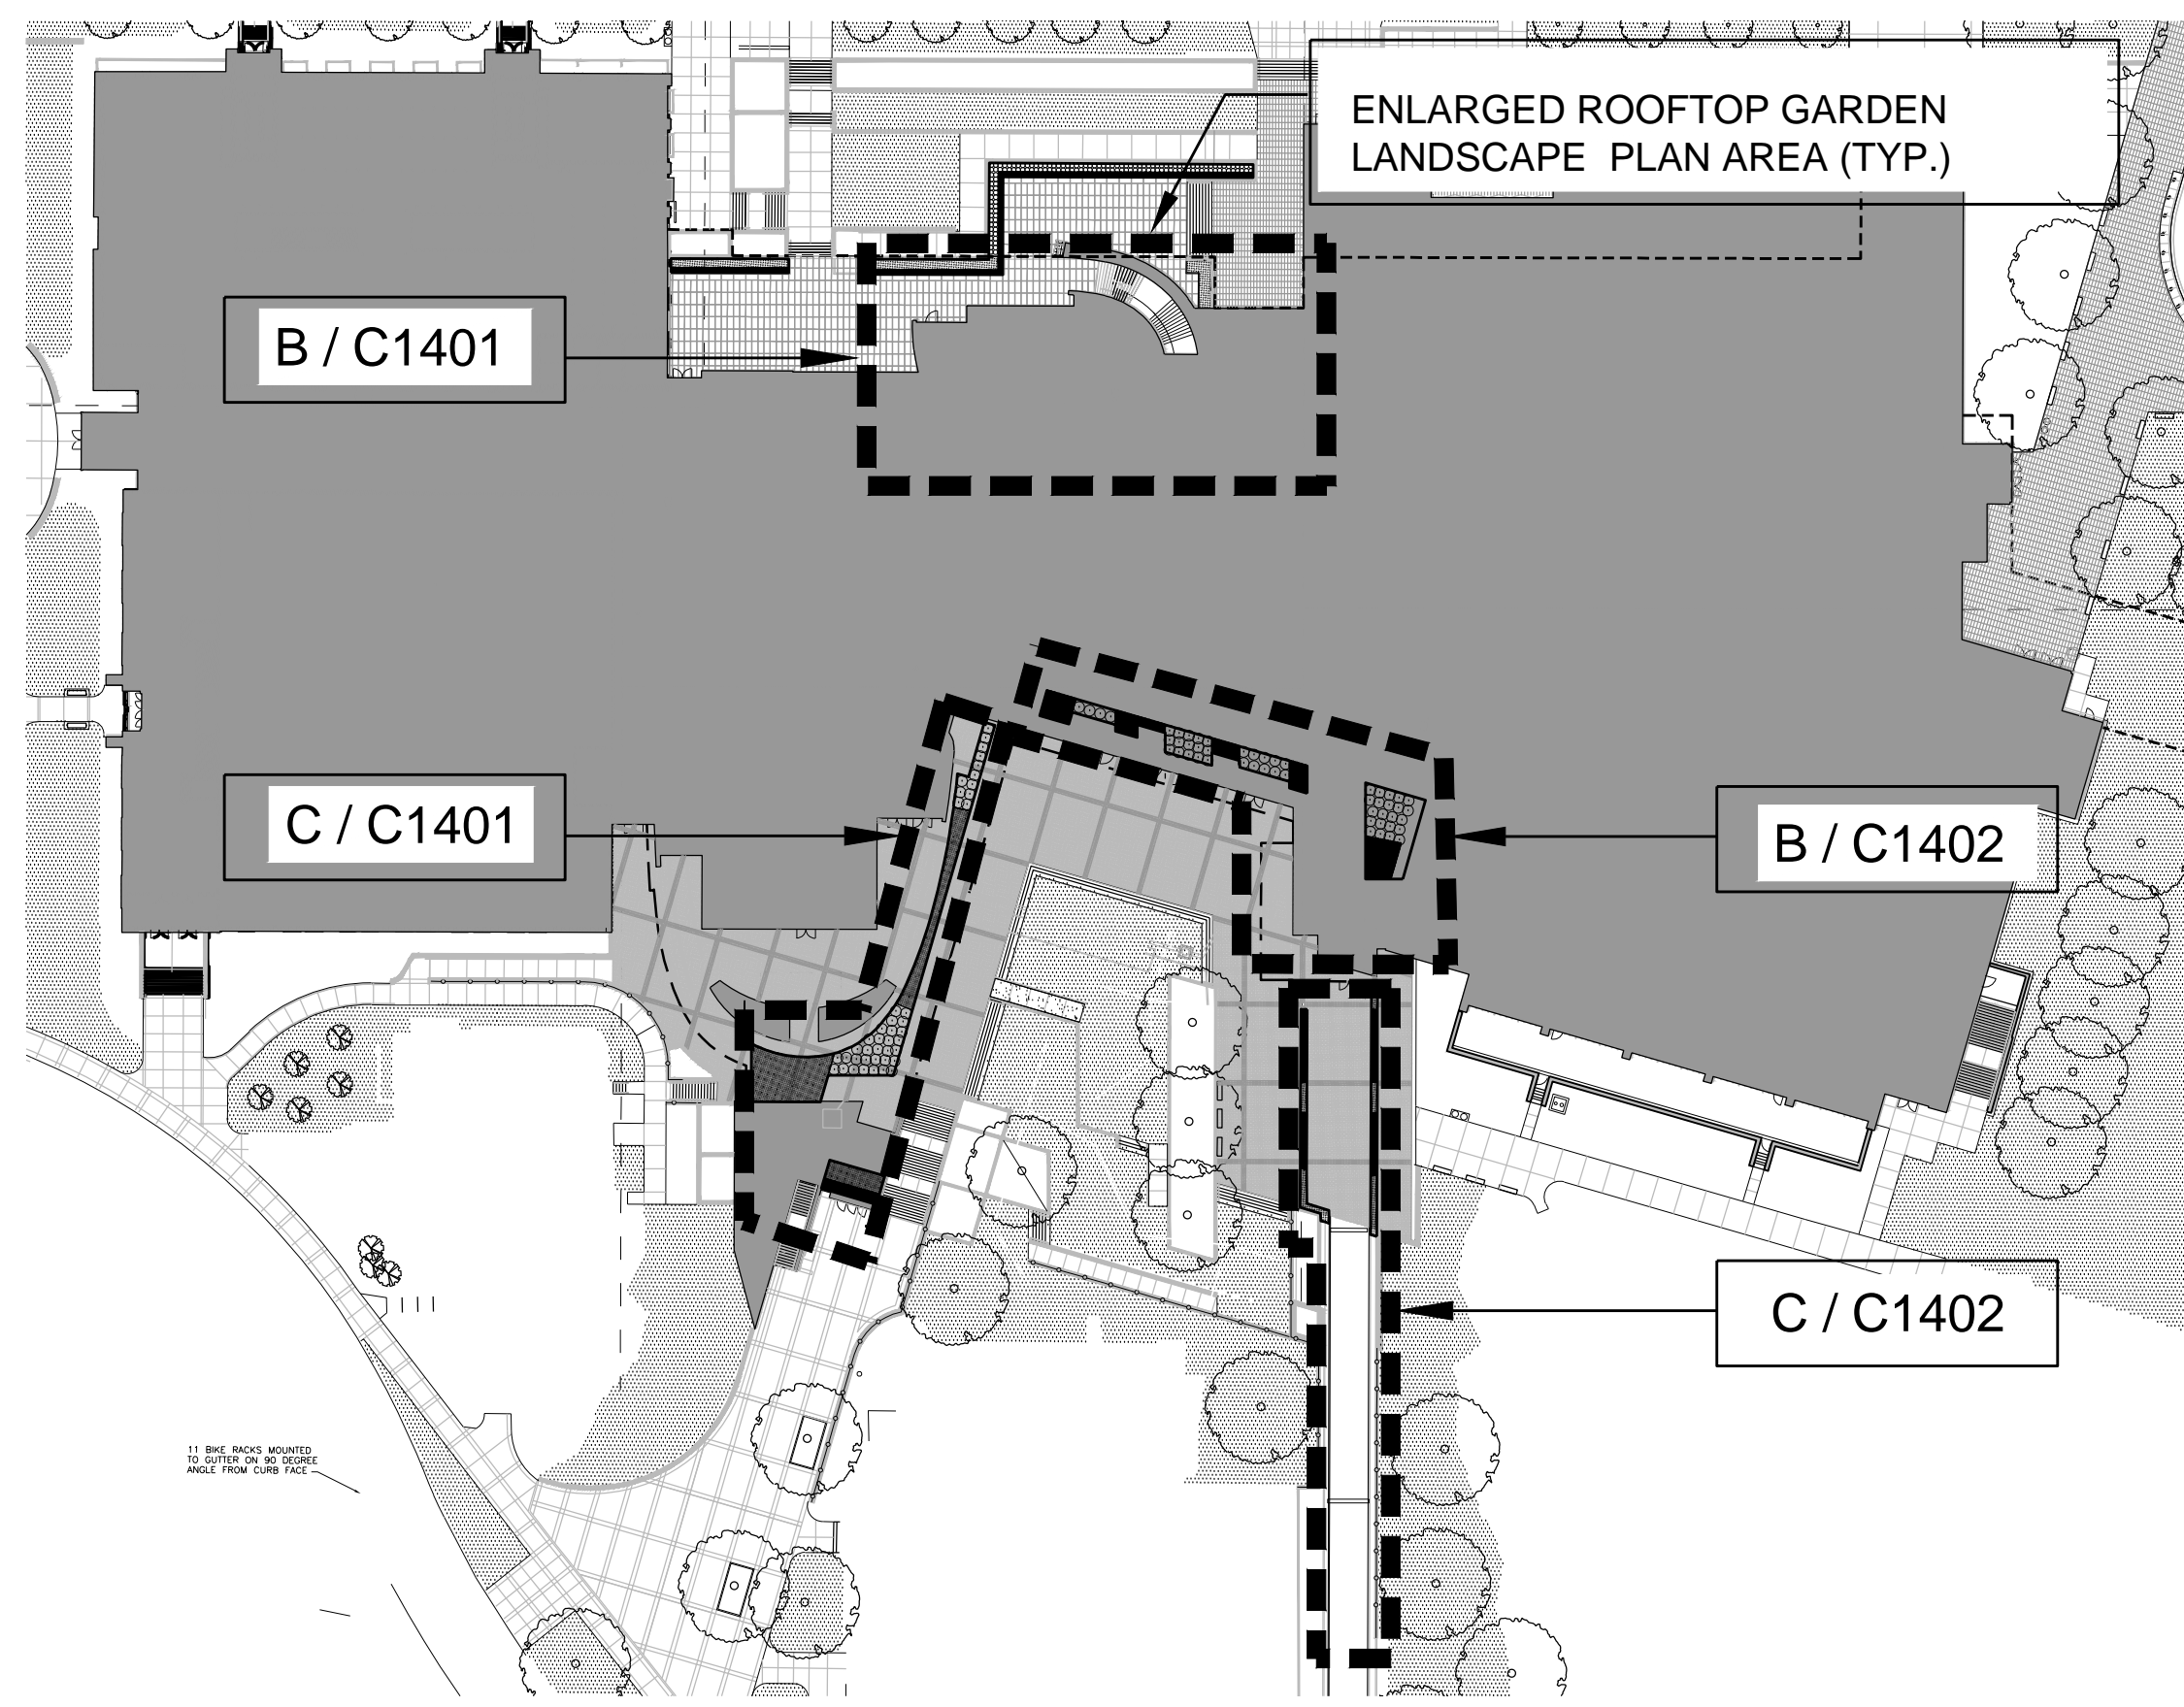 ENLARGED ROOFTOP GARDEN
LANDSCAPE PLAN AREA (TYP.)
B / C1401
C / C1401
B / C1402
C / C1402
11 BIKE RACKS MOUNTED
TO GUTTER ON 90 DEGREE
ANGLE FROM CURB FACE